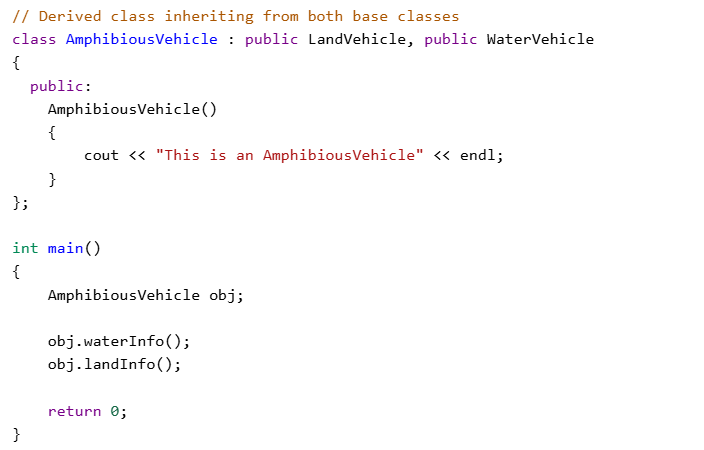 // Derived class inheriting from both base classes
class AmphibiousVehicle : public LandVehicle, public WaterVehicle
{
  public:
    AmphibiousVehicle()
    {
        cout << "This is an AmphibiousVehicle" << endl;
    }
};

int main()
{
    AmphibiousVehicle obj;

    obj.waterInfo();
    obj.landInfo();

    return 0;
}